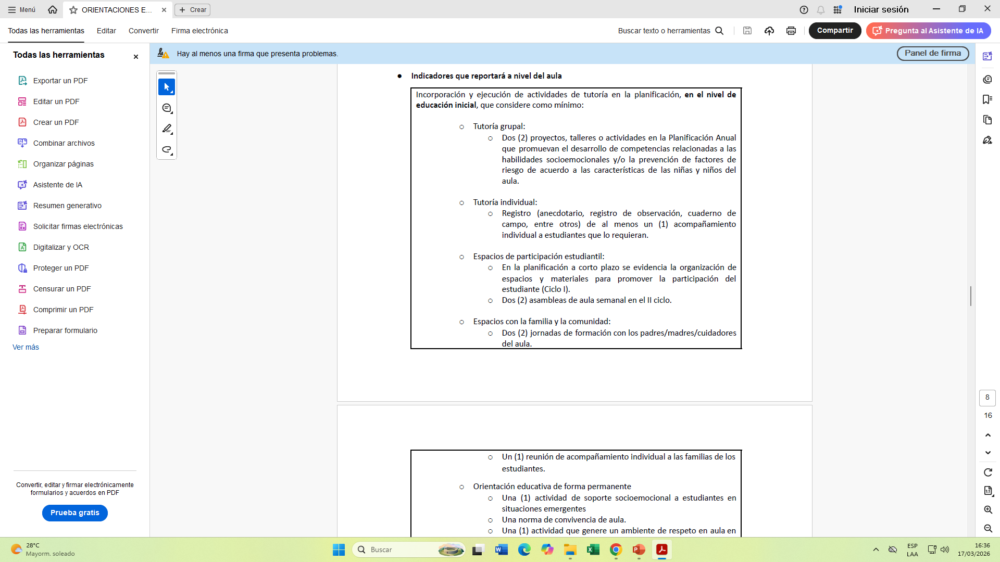 Menú
ORIENTACIONES E...
Crear
Iniciar sesión
Todas las herramientas
Editar
Convertir
Firma electrónica
Buscar texto o herramientas
Compartir
Pregunta al Asistente de IA
Todas las herramientas
Hay al menos una firma que presenta problemas.
Panel de firma
Exportar un PDF
Editar un PDF
Crear un PDF
Combinar archivos
Organizar páginas
Asistente de IA
Resumen generativo
Solicitar firmas electrónicas
Digitalizar y OCR
Proteger un PDF
Censurar un PDF
Comprimir un PDF
Preparar formulario
Ver más
Convertir, editar y firmar electrónicamente
formularios y acuerdos en PDF
Prueba gratis
● Indicadores que reportará a nivel del aula
Incorporación y ejecución de actividades de tutoría en la planificación, en el nivel de
educación inicial, que considere como mínimo:
o Tutoría grupal:
o Dos (2) proyectos, talleres o actividades en la Planificación Anual
que promuevan el desarrollo de competencias relacionadas a las
habilidades socioemocionales y/o la prevención de factores de
riesgo de acuerdo a las características de las niñas y niños del
aula.
o Tutoría individual:
o Registro (anecdotario, registro de observación, cuaderno de
campo, entre otros) de al menos un (1) acompañamiento
individual a estudiantes que lo requieran.
o Espacios de participación estudiantil:
o En la planificación a corto plazo se evidencia la organización de
espacios y materiales para promover la participación del
estudiante (Ciclo I).
o Dos (2) asambleas de aula semanal en el II ciclo.
o Espacios con la familia y la comunidad:
o Dos (2) jornadas de formación con los padres/madres/cuidadores
del aula.
o Un (1) reunión de acompañamiento individual a las familias de los
estudiantes.
o Orientación educativa de forma permanente
o Una (1) actividad de soporte socioemocional a estudiantes en
situaciones emergentes
o Una norma de convivencia de aula.
o Una (1) actividad que genere un ambiente de respeto en aula en
8
16
1:1
28°C
Mayorm. soleado
Buscar
ESP
LAA
16:36
17/03/2026